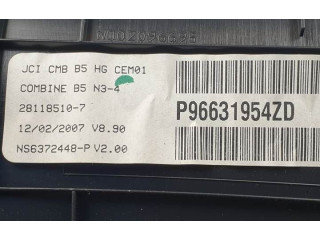 JCI CMB B5 HG CEM01
COMBINE B5 N3-4
28118510-7
12/02/2007 V8.90
NS6372448-P V2.00
P96631954ZD